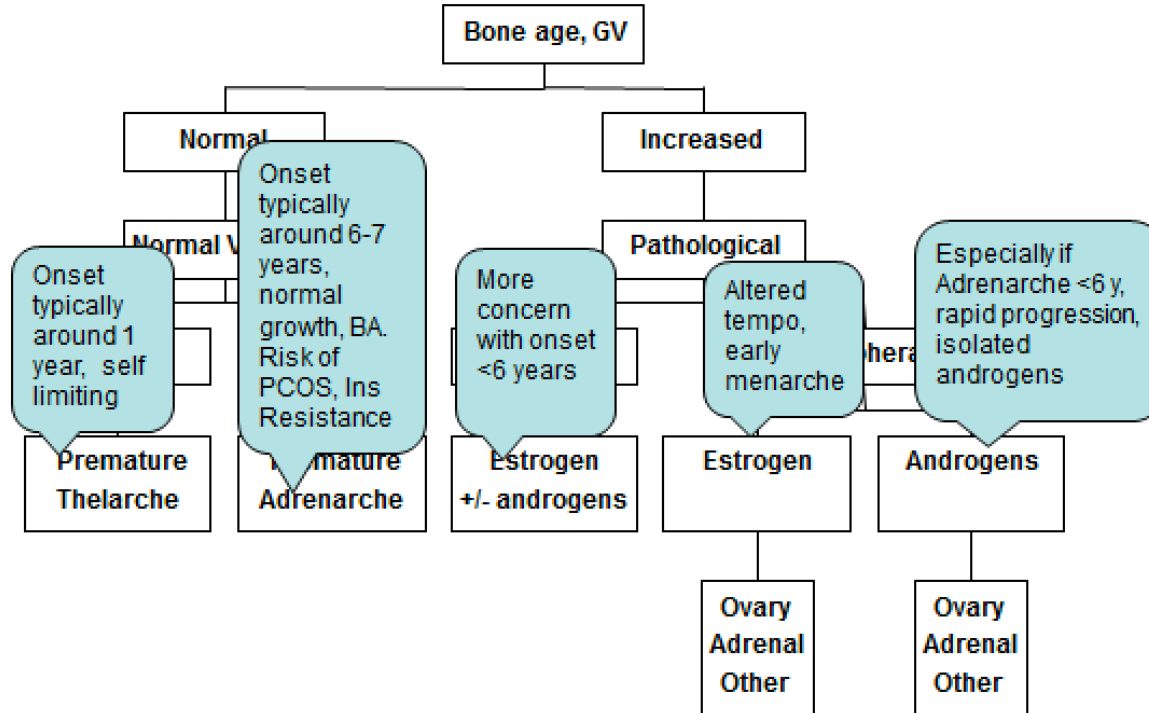 Bone age, GV
Normal
Increased
Normal V
Pathological
Onset
typically
around 1
year, self
limiting
Onset
typically
around 6-7
years,
normal
growth, BA.
Risk of
PCOS, Ins
Resistance
More
concern
with onset
<6 years
Altered
tempo,
early
menarche
Especially if
Adrenarche <6 y,
rapid progression,
isolated
androgens
Premature
Thelarche
Adrenarche
Estrogen
+/- androgens
Estrogen
Androgens
Ovary
Adrenal
Other
Ovary
Adrenal
Other